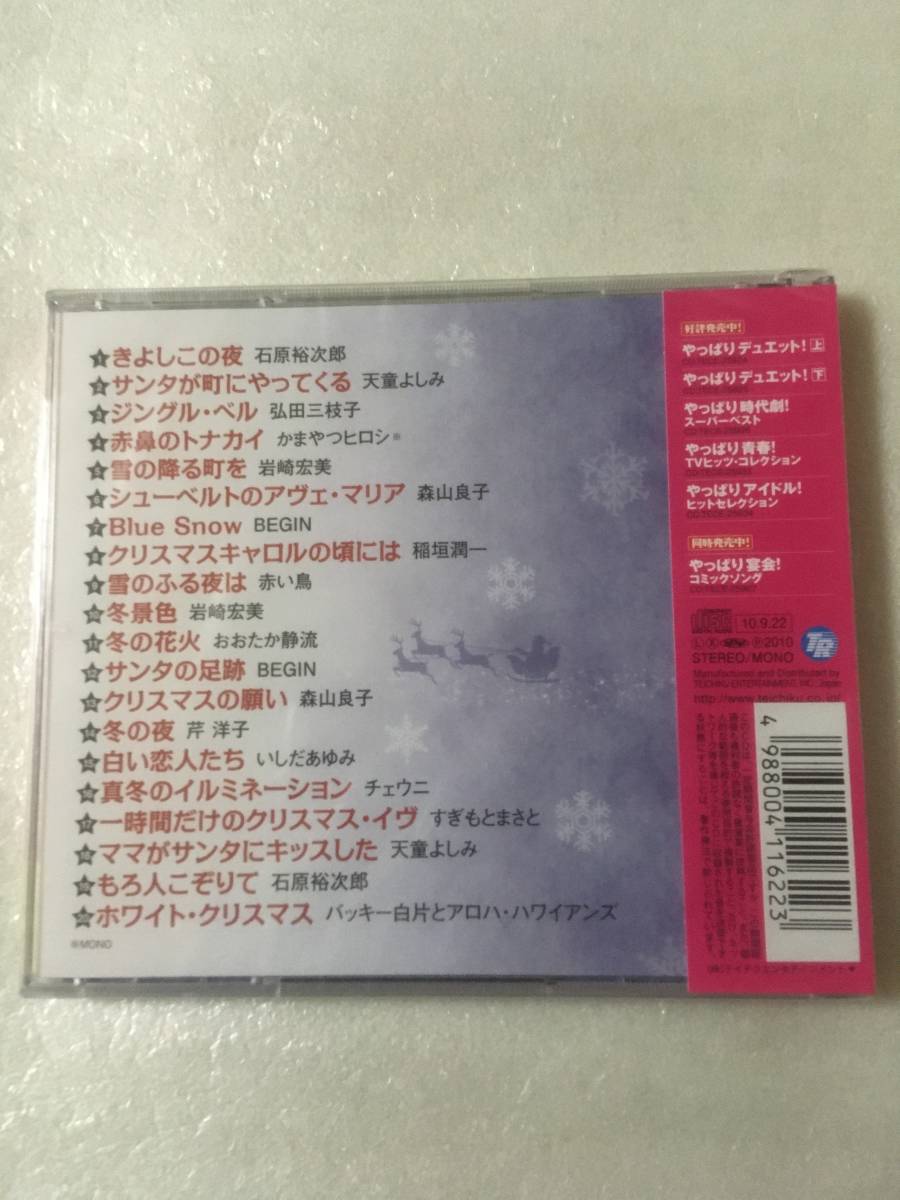 きよしこの夜 石原裕次郎
サンタが町にやってくる 天童よしみ
ジングル・ベル 弘田三枝子
赤鼻のトナカイ かまやつヒロシ※
雪の降る町を 岩崎宏美
シューベルトのアヴェ・マリア 森山良子
Blue Snow BEGIN
クリスマスキャロルの頃には 稲垣潤一
雪のふる夜は 赤い鳥
冬景色 岩崎宏美
冬の花火 おおたか静流
サンタの足跡 BEGIN
クリスマスの願い 森山良子
冬の夜 芹 洋子
白い恋人たち いしだあゆみ
真冬のイルミネーション チェウニ
一時間だけのクリスマス・イヴ すぎもとまさと
ママがサンタにキッスした 天童よしみ
もろ人こぞりて 石原裕次郎
ホワイト・クリスマス バッキー白片とアロハ・ハワイアンズ
※MONO
好評発売中!
やっぱりデュエット! 上
やっぱりデュエット! 下
やっぱり時代劇!
スーパーベスト
やっぱり青春!
TVヒッツ・コレクション
やっぱりアイドル!
ヒットセレクション
同時発売中!
やっぱり宴会!
コミックソング
10.9.22
Ⓟ2010
STEREO/MONO
TR
Manufactured and Distributed by
TEICHIKU ENTERTAINMENT, INC., Japan
http://www.teichiku.co.jp/
4 988004 116223